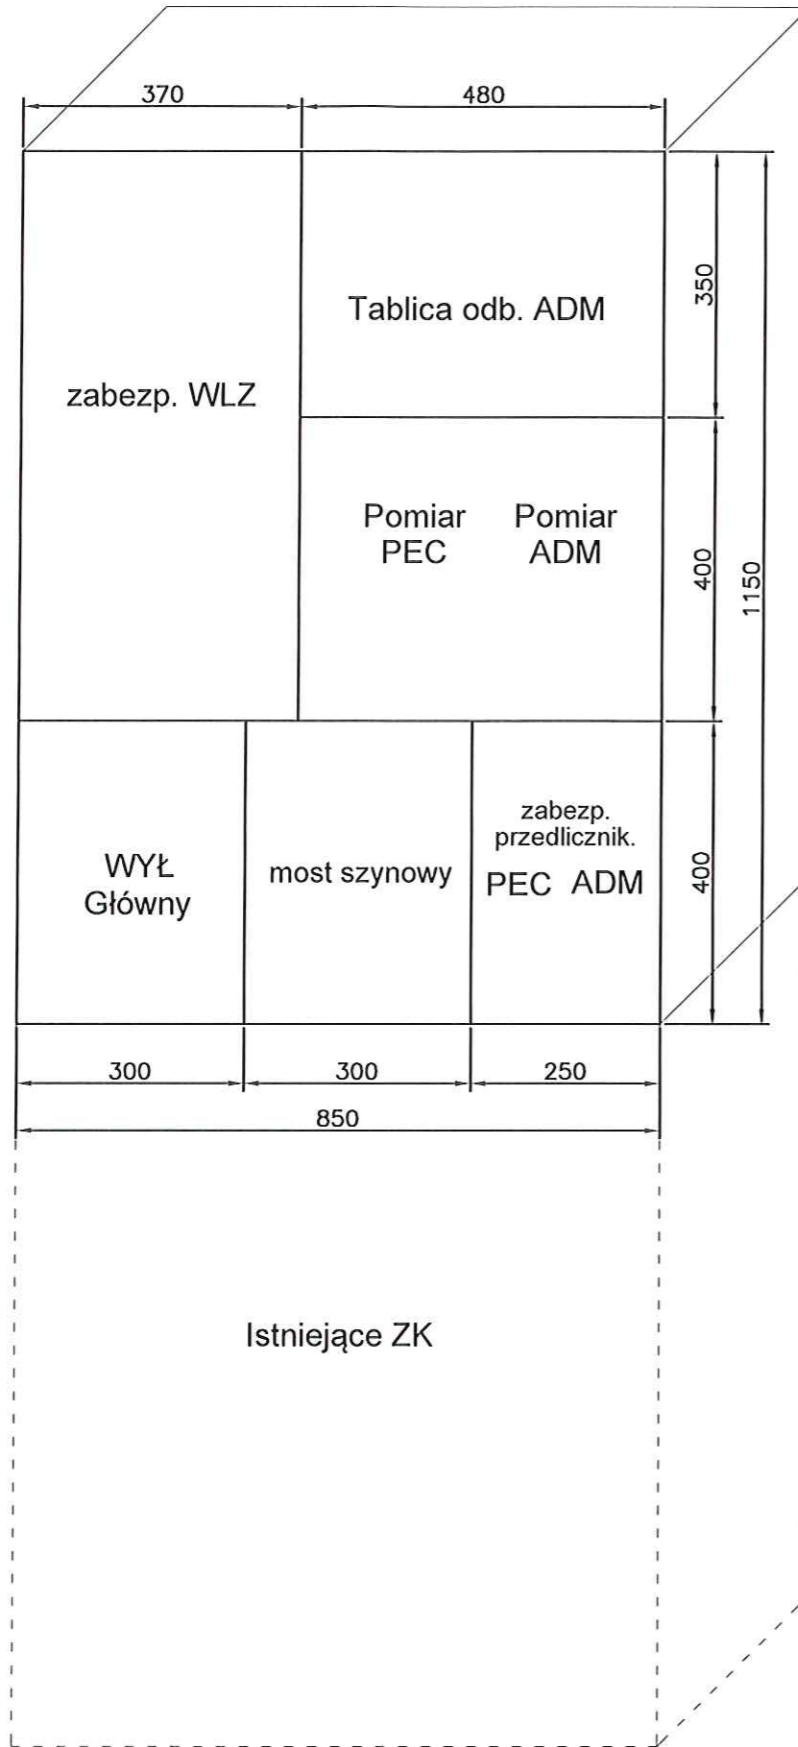 370
480
Tablica odb. ADM
350
zabezp. WLZ
Pomiar PEC
Pomiar ADM
400
1150
WYŁ
Główny
most szynowy
zabezp.
przedlicznik.
PEC ADM
400
300
300
250
850
Istniejące ZK